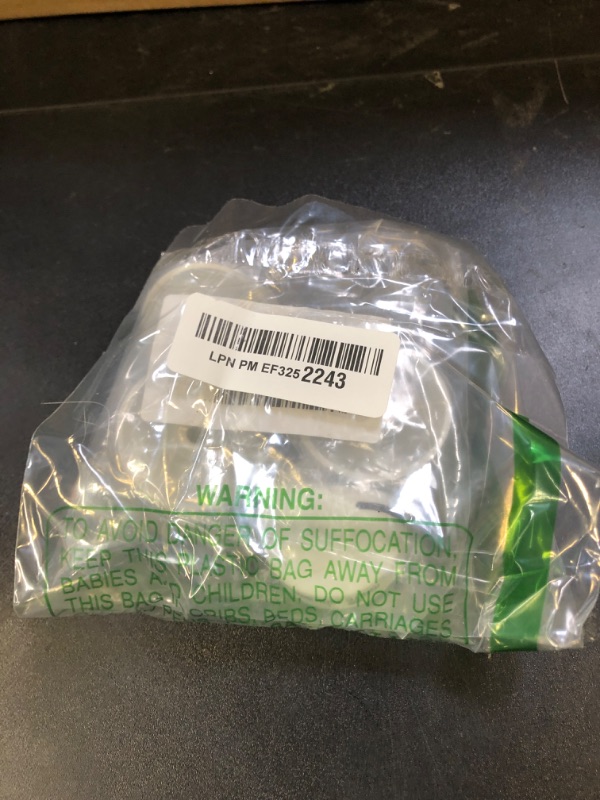 LPN PM EF325 2243
WARNING:
TO AVOID DANGER OF SUFFOCATION,
KEEP THIS PLASTIC BAG AWAY FROM
BABIES AND CHILDREN. DO NOT USE
THIS BAG CRIBS, BEDS, CARRIAGES